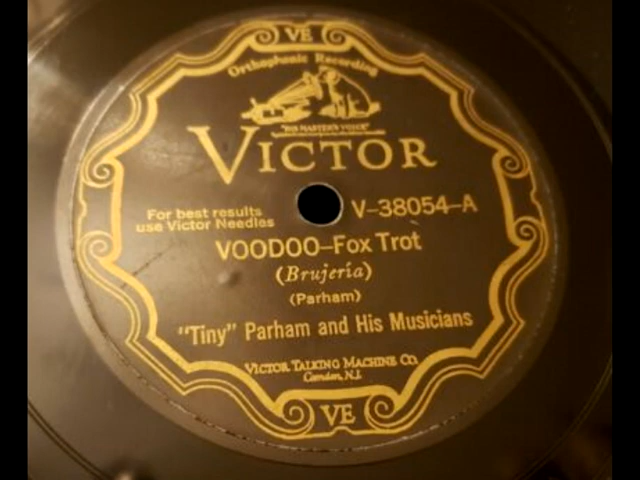 VE
Orthophonic Recording
"HIS MASTER'S VOICE"
VICTOR
For best results
use Victor Needles
V-38054-A
VOODOO-Fox Trot
(Brujería)
(Parham)
"Tiny" Parham and His Musicians
VICTOR TALKING MACHINE CO.
Camden, N.J.
VE